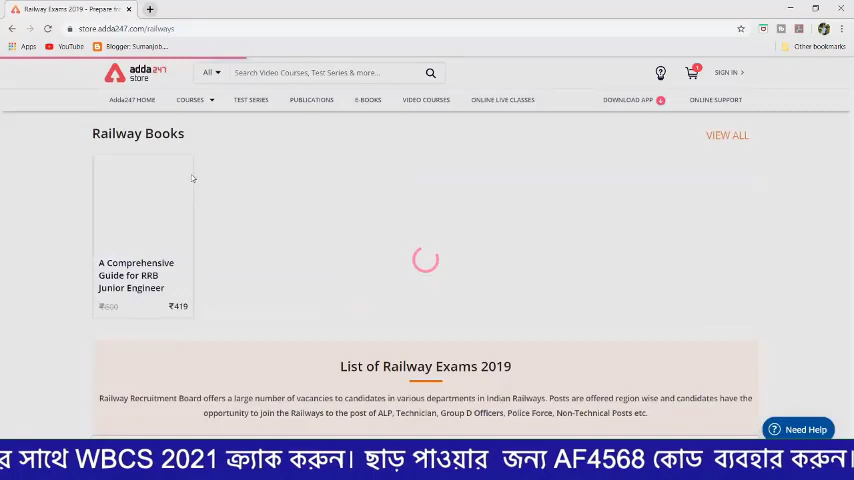 Railway Exams 2019 - Prepare fr
store.adda247.com/railways
Apps YouTube Blogger: Sumanjob.... Other bookmarks
adda247 store All Search Video Courses, Test Series & more... 1 SIGN IN
Adda247 HOME COURSES TEST SERIES PUBLICATIONS E-BOOKS VIDEO COURSES ONLINE LIVE CLASSES DOWNLOAD APP ONLINE SUPPORT
Railway Books VIEW ALL
A Comprehensive
Guide for RRB
Junior Engineer
₹600 ₹419
List of Railway Exams 2019
Railway Recruitment Board offers a large number of vacancies to candidates in various departments in Indian Railways. Posts are offered region wise and candidates have the
opportunity to join the Railways to the post of ALP, Technician, Group D Officers, Police Force, Non-Technical Posts etc.
Need Help
র সাথে WBCS 2021 ক্র্যাক করুন। ছাড় পাওয়ার জন্য AF4568 কোড ব্যবহার করুন।